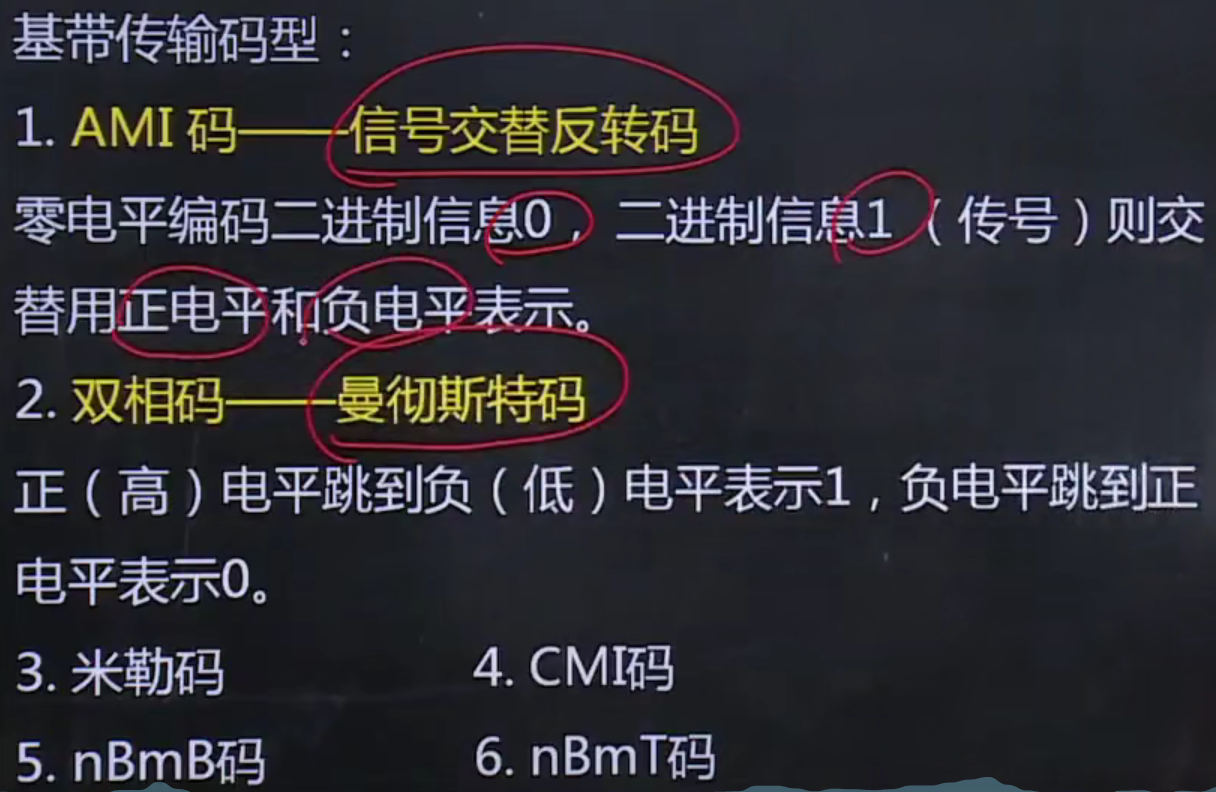 基带传输码型：
1. AMI 码——信号交替反转码
零电平编码二进制信息0， 二进制信息1（传号）则交
替用正电平和负电平表示。
2. 双相码——曼彻斯特码
正（高）电平跳到负（低）电平表示1，负电平跳到正
电平表示0。
3. 米勒码 4. CMI码
5. nBmB码 6. nBmT码